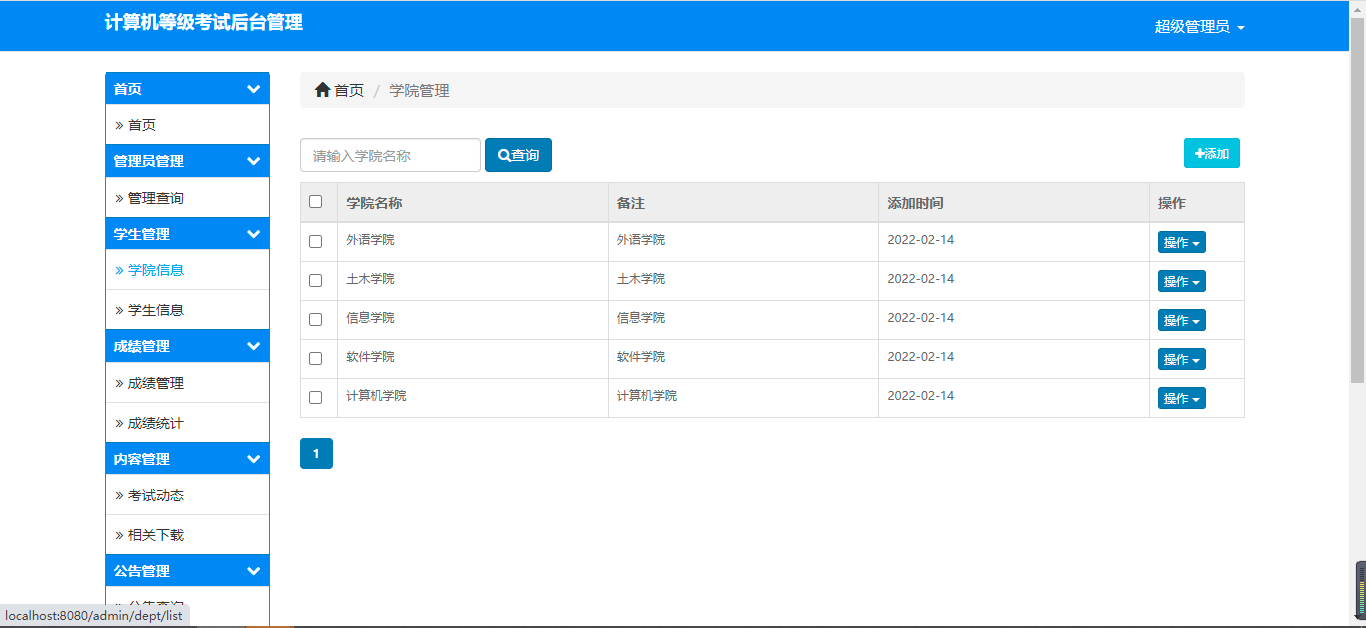 计算机等级考试后台管理
超级管理员
首页
» 首页
管理员管理
» 管理查询
学生管理
» 学院信息
» 学生信息
成绩管理
» 成绩管理
» 成绩统计
内容管理
» 考试动态
» 相关下载
公告管理
» 公告查询
首页 / 学院管理
请输入学院名称 查询 +添加
学院名称 备注 添加时间 操作
外语学院 外语学院 2022-02-14 操作
土木学院 土木学院 2022-02-14 操作
信息学院 信息学院 2022-02-14 操作
软件学院 软件学院 2022-02-14 操作
计算机学院 计算机学院 2022-02-14 操作
1
localhost:8080/admin/dept/list